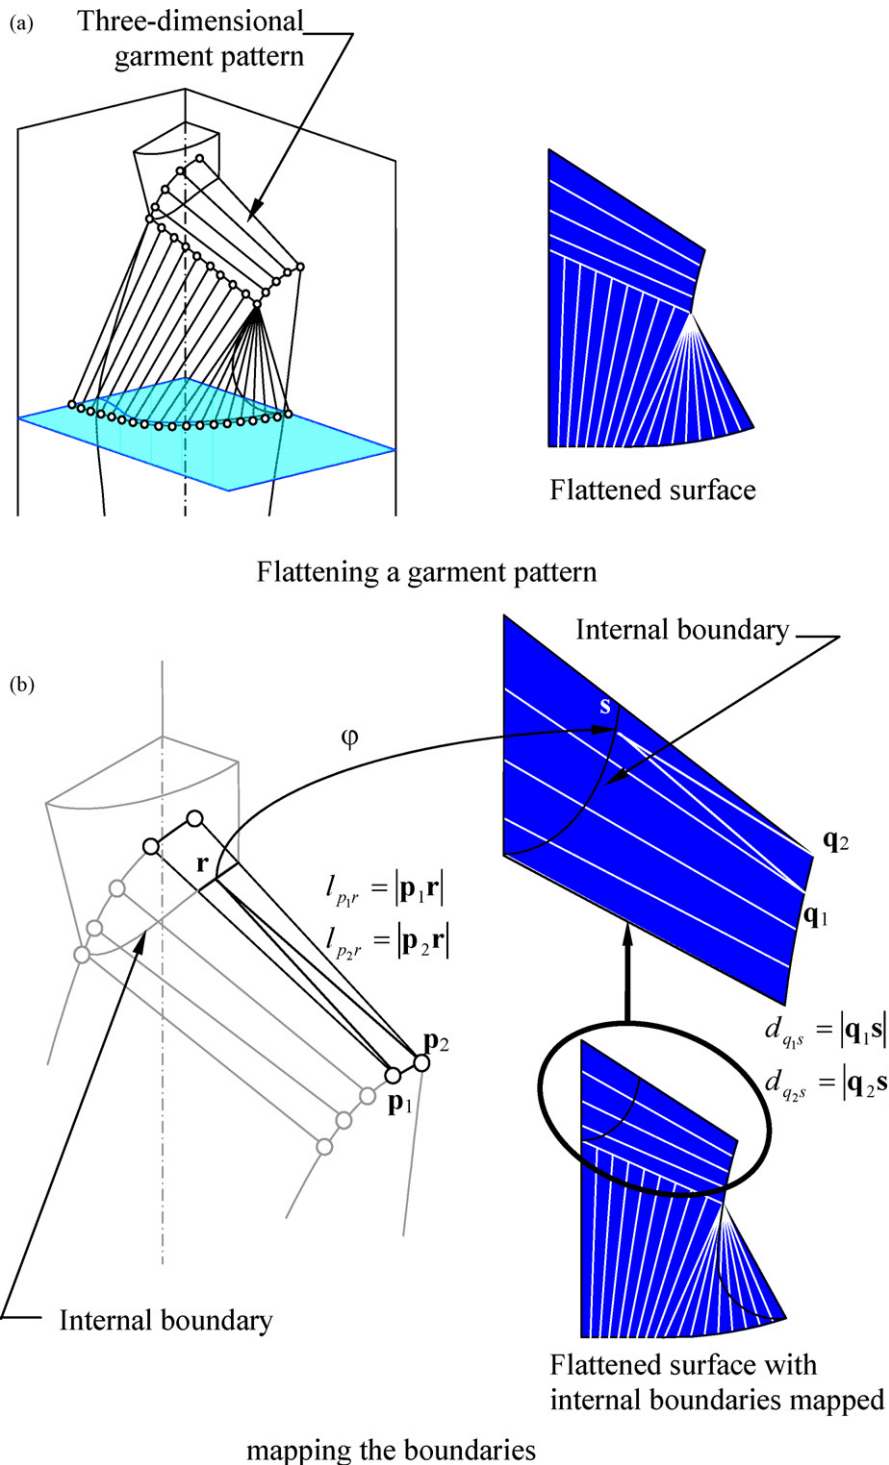 (a)
Three-dimensional
garment pattern
Flattened surface
Flattening a garment pattern
(b)
Internal boundary
s
φ
r
q₂
q₁
l_{p₁r} = |p₁r|
l_{p₂r} = |p₂r|
p₂
p₁
d_{q₁s} = |q₁s|
d_{q₂s} = |q₂s
Internal boundary
Flattened surface with
internal boundaries mapped
mapping the boundaries